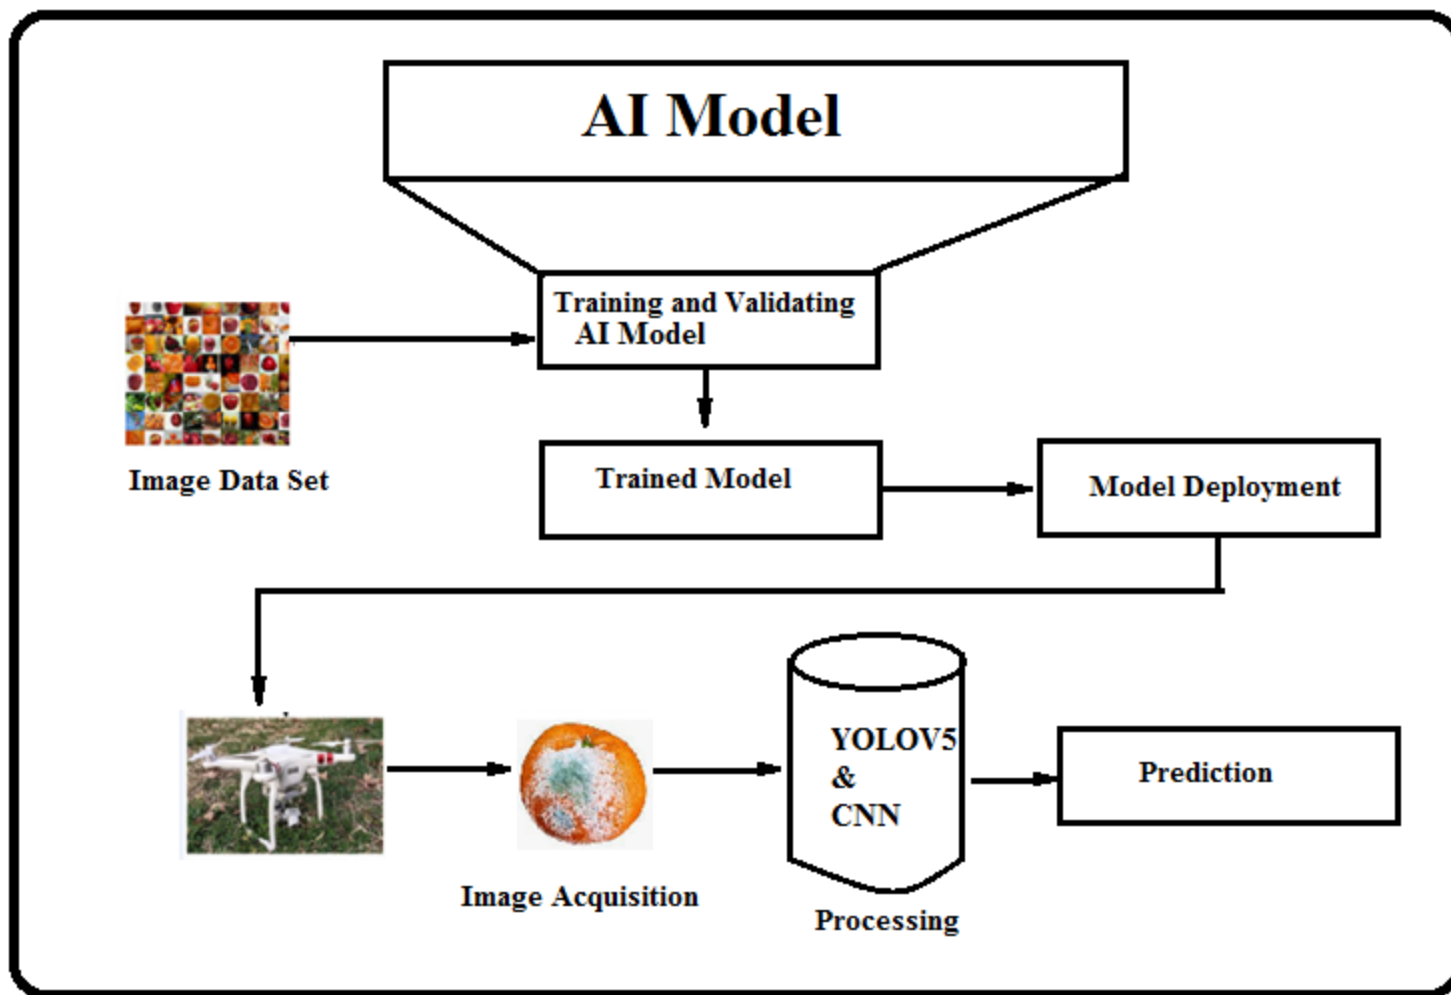 AI Model
Training and Validating
AI Model
Image Data Set
Trained Model
Model Deployment
YOLOV5
&
CNN
Prediction
Image Acquisition
Processing